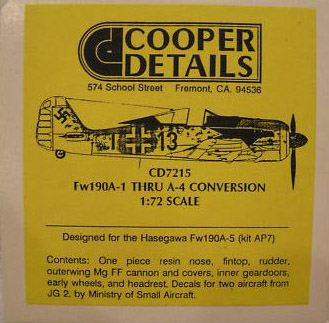 COOPER
DETAILS
574 School Street Fremont, CA. 94536
1 13
CD7215
Fw190A-1 THRU A-4 CONVERSION
1:72 SCALE
Designed for the Hasegawa Fw190A-5 (kit AP7)
Contents: One piece resin nose, fintop, rudder,
outerwing Mg FF cannon and covers, inner geardoors,
early wheels, and headrest. Decals for two aircraft from
JG 2. by Ministry of Small Aircraft.